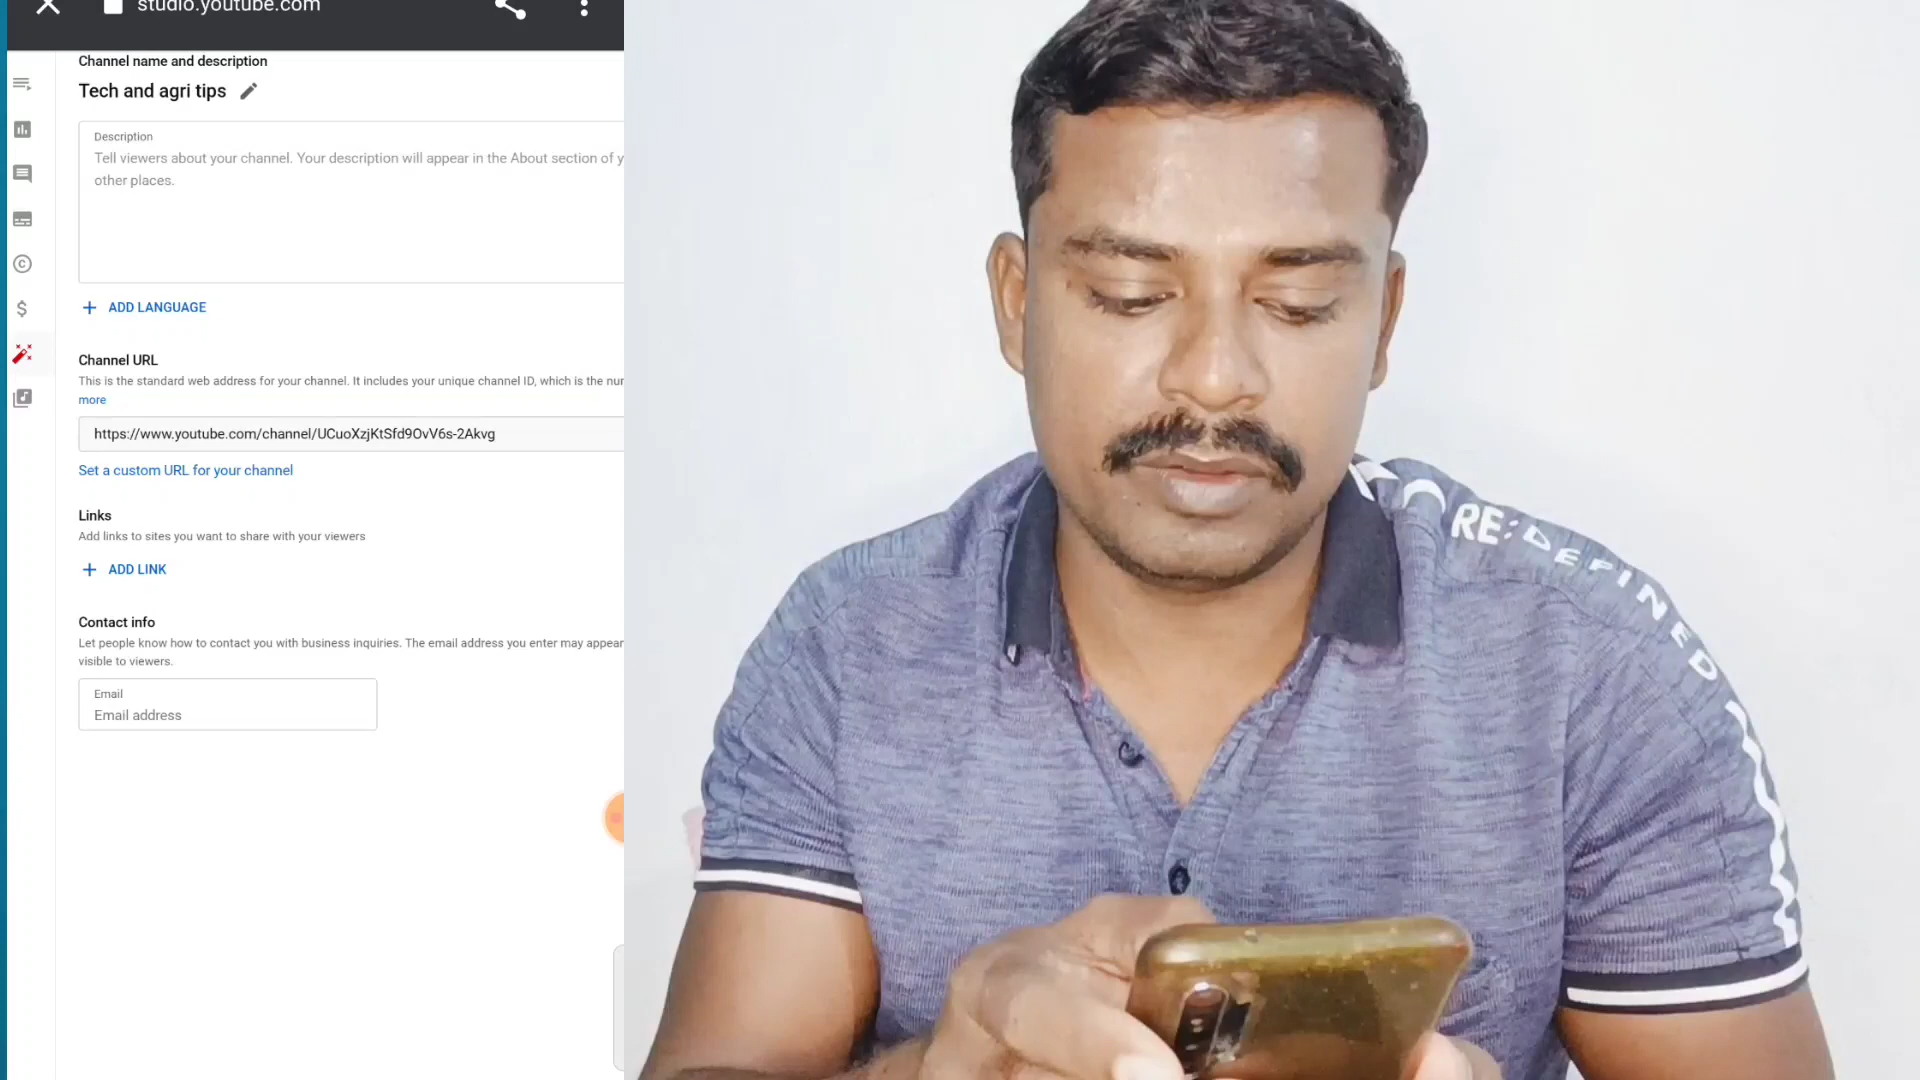 studio.youtube.com
Channel name and description
Tech and agri tips
Description
Tell viewers about your channel. Your description will appear in the About section of y
other places.
+ ADD LANGUAGE
Channel URL
This is the standard web address for your channel. It includes your unique channel ID, which is the nur
more
https://www.youtube.com/channel/UCuoXzjKtSfd9OvV6s-2Akvg
Set a custom URL for your channel
Links
Add links to sites you want to share with your viewers
+ ADD LINK
Contact info
Let people know how to contact you with business inquiries. The email address you enter may appear
visible to viewers.
Email
Email address
RE:DEFINED